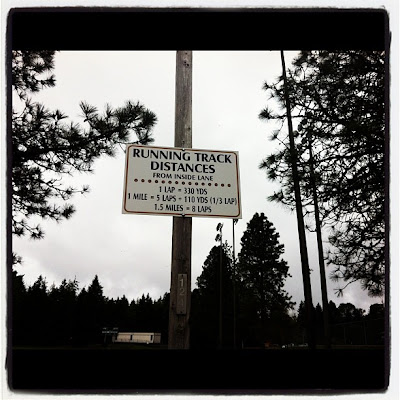 RUNNING TRACK
DISTANCES
FROM INSIDE LANE
1 LAP = 330 YDS
1 MILE = 5 LAPS + 110 YDS (1/3 LAP)
1.5 MILES = 8 LAPS